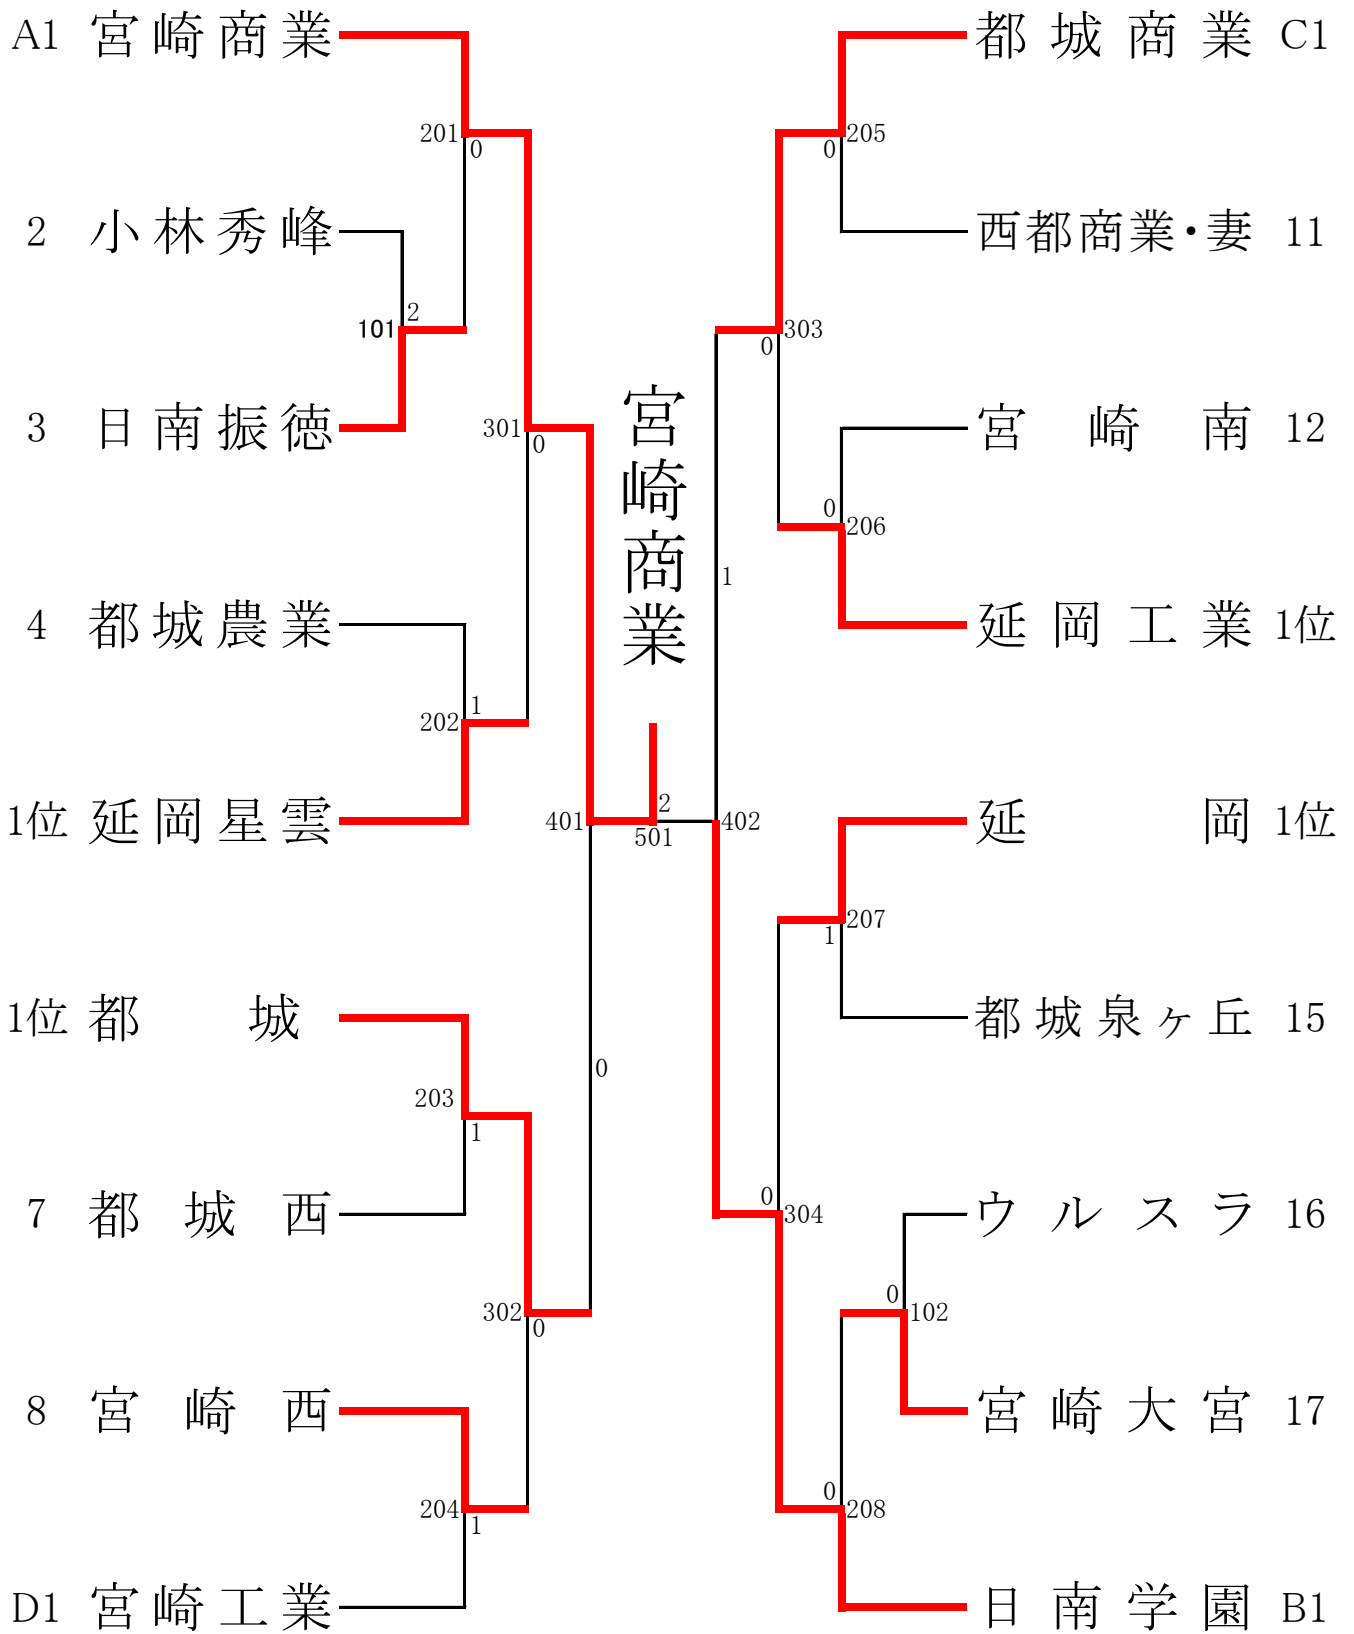 A1 宮崎商業
201
0
2 小林秀峰
101
2
3 日南振徳
301
0
4 都城農業
202
1
1位 延岡星雲
401
0
1位 都城
203
1
7 都城西
302
0
8 宮崎西
204
1
D1 宮崎工業
宮崎商業
2
501
都城商業 C1
0
205
西都商業・妻 11
0
303
宮崎南 12
0
206
延岡工業 1位
1
402
延岡 1位
1
207
都城泉ヶ丘 15
0
304
ウルスラ 16
0
102
宮崎大宮 17
0
208
日南学園 B1